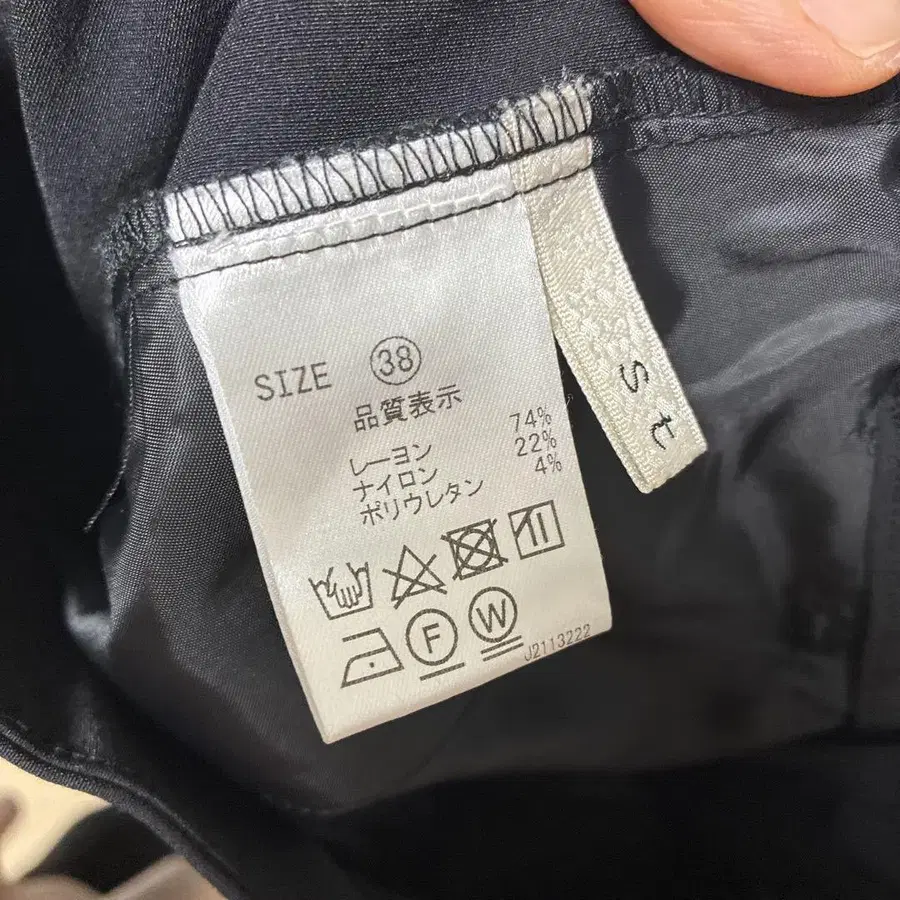 SIZE 38
品質表示
レーヨン 74%
ナイロン 22%
ポリウレタン 4%
F W
J2113222